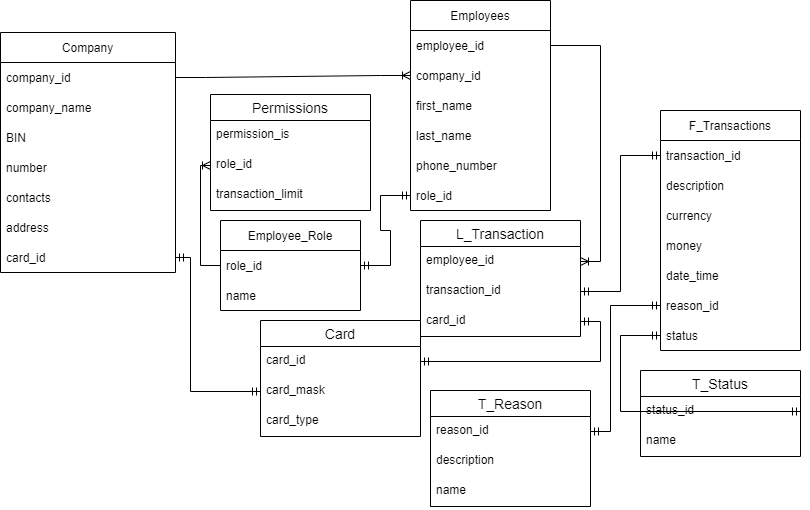 Company
company_id
company_name
BIN
number
contacts
address
card_id
Permissions
permission_is
role_id
transaction_limit
Employee_Role
role_id
name
Employees
employee_id
company_id
first_name
last_name
phone_number
role_id
L_Transaction
employee_id
transaction_id
card_id
Card
card_id
card_mask
card_type
T_Reason
reason_id
description
name
F_Transactions
transaction_id
description
currency
money
date_time
reason_id
status
T_Status
status_id
name